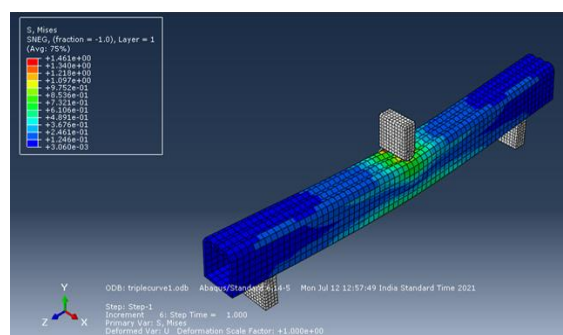 S, Mises
SNEG, (fraction = -1.0), Layer = 1
(Avg: 75%)
+1.461e+00
+1.340e+00
+1.218e+00
+1.097e+00
+9.752e-01
+8.536e-01
+7.321e-01
+6.106e-01
+4.891e-01
+3.676e-01
+2.461e-01
+1.246e-01
+3.060e-03
Y
Z X
ODB: triplecurve1.odb Abaqus/Standard 6.14-5 Mon Jul 12 12:57:49 India Standard Time 2021
Step: Step-1
Increment 6: Step Time = 1.000
Primary Var: S, Mises
Deformed Var: U Deformation Scale Factor: +1.000e+00